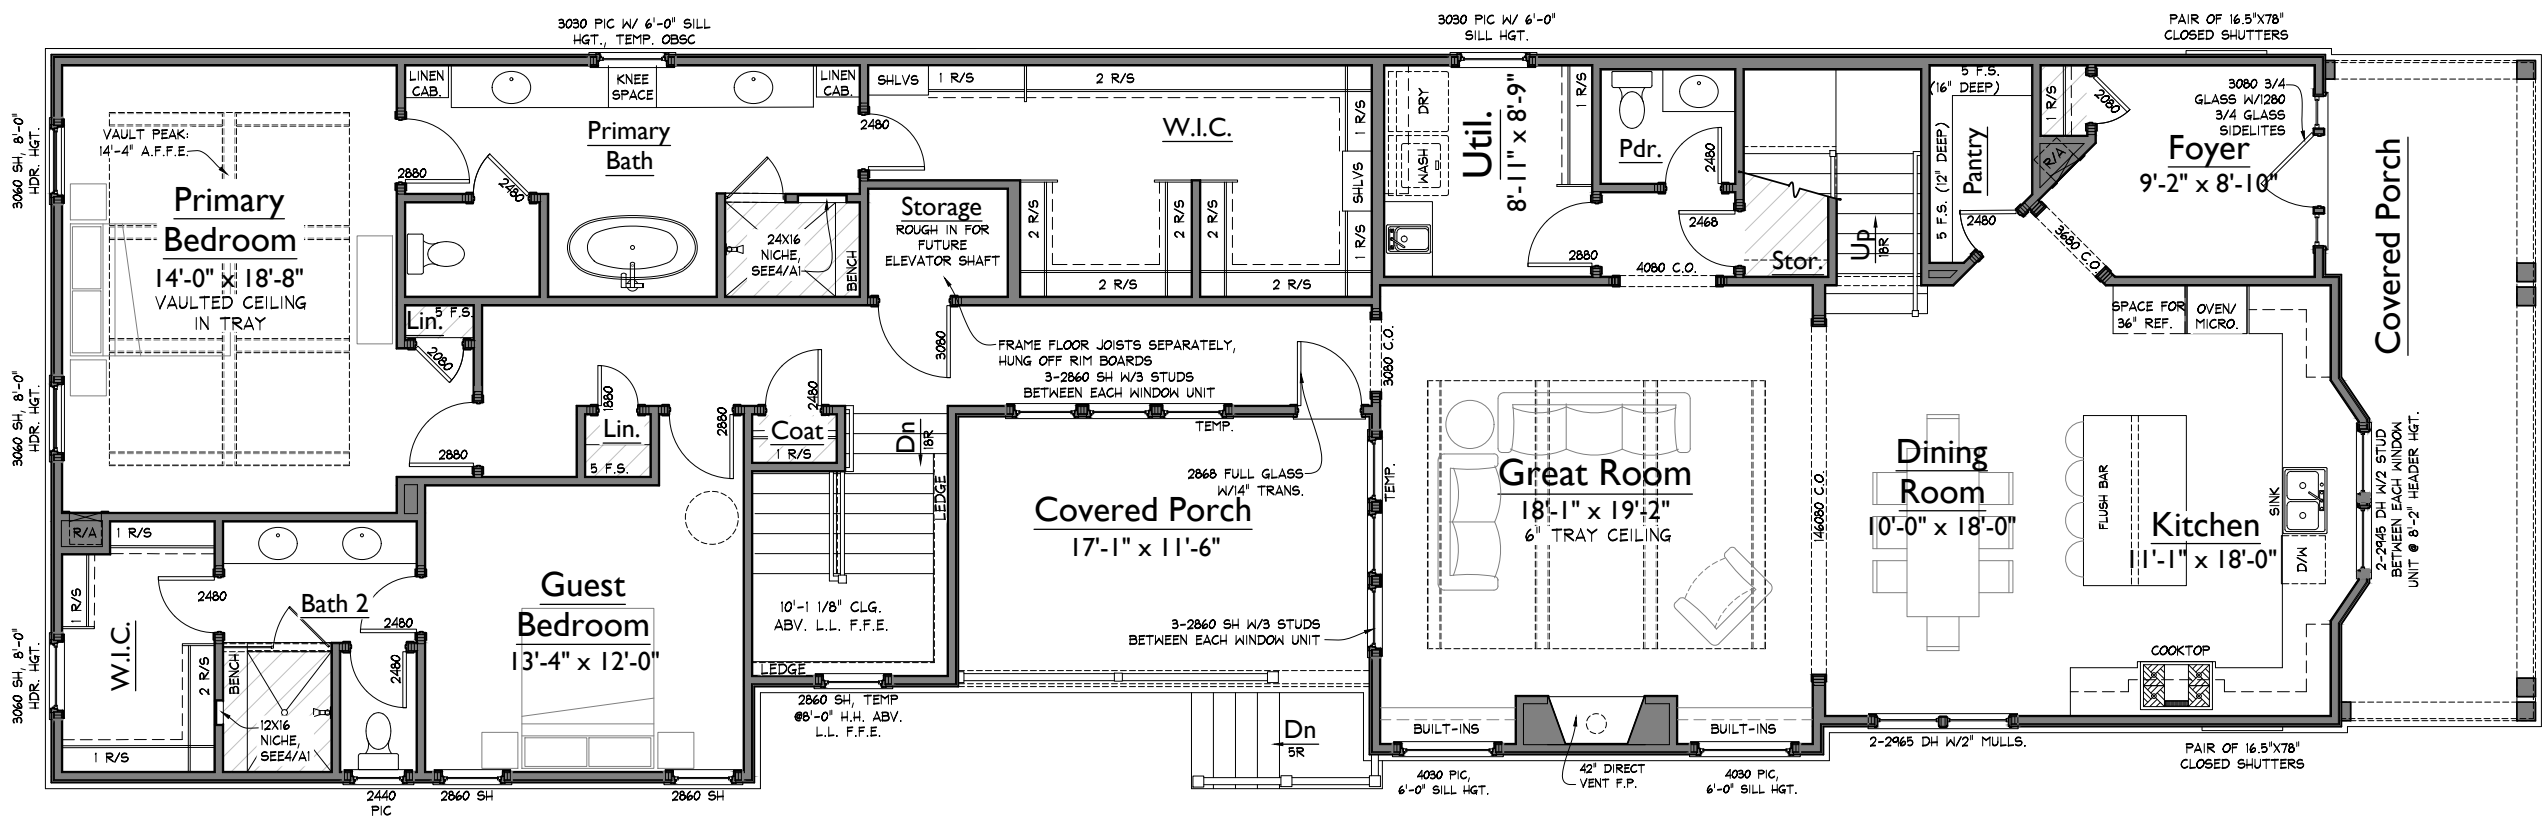 3030 PIC W/ 6'-0" SILL
HGT., TEMP. OBSC
3030 PIC W/ 6'-0"
SILL HGT.
PAIR OF 16.5"X78"
CLOSED SHUTTERS
3060 SH, 8'-0"
HDR. HGT.
VAULT PEAK:
14'-4" A.F.F.E.
Primary
Bedroom
14'-0" x 18'-8"
VAULTED CEILING
IN TRAY
3060 SH, 8'-0"
HDR. HGT.
LINEN
CAB.
KNEE
SPACE
LINEN
CAB.
Primary
Bath
2880
2480
24X16
NICHE,
SEE4/A1
BENCH
5 F.S.
Lin.
2080
2880
SHLVS
1 R/S
2 R/S
2480
W.I.C.
1 R/S
SHLVS
1 R/S
2 R/S
2 R/S
2 R/S
2 R/S
2 R/S
Storage
ROUGH IN FOR
FUTURE
ELEVATOR SHAFT
3080
FRAME FLOOR JOISTS SEPARATELY,
HUNG OFF RIM BOARDS
3-2860 SH W/3 STUDS
BETWEEN EACH WINDOW UNIT
TEMP.
3080 C.O.
DRY
WASH
Util.
8'-11" x 8'-9"
1 R/S
2880
Pdr.
2480
2468
4080 C.O.
Stor.
Up
18R
5 F.S.
(16" DEEP)
5 F.S. (12" DEEP)
Pantry
2480
1 R/S
2080
R/A
3080 3/4
GLASS W/1280
3/4 GLASS
SIDELITES
Foyer
9'-2" x 8'-10"
3680 C.O.
Covered Porch
1880
Lin.
5 F.S.
2880
2480
Coat
1 R/S
Dn
18R
LEDGE
10'-1 1/8" CLG.
ABV. L.L. F.F.E.
LEDGE
2860 SH, TEMP
@8'-0" H.H. ABV.
L.L. F.F.E.
Covered Porch
17'-1" x 11'-6"
2868 FULL GLASS
W/14" TRANS.
TEMP.
3-2860 SH W/3 STUDS
BETWEEN EACH WINDOW UNIT
Dn
5R
Great Room
18'-1" x 19'-2"
6" TRAY CEILING
14080 C.O.
BUILT-INS
BUILT-INS
4030 PIC,
6'-0" SILL HGT.
42" DIRECT
VENT F.P.
4030 PIC,
6'-0" SILL HGT.
Dining
Room
10'-0" x 18'-0"
SPACE FOR
36" REF.
OVEN/
MICRO.
FLUSH BAR
Kitchen
11'-1" x 18'-0"
SINK
D/W
COOKTOP
2-2945 DH W/2 STUD
BETWEEN EACH WINDOW
UNIT @ 8'-2" HEADER HGT.
2-2965 DH W/2" MULLS.
PAIR OF 16.5"X78"
CLOSED SHUTTERS
R/A
1 R/S
1 R/S
2480
W.I.C.
2 R/S
1 R/S
3060 SH, 8'-0"
HDR. HGT.
Bath 2
2480
2480
BENCH
12X16
NICHE,
SEE4/A1
2440
PIC
Guest
Bedroom
13'-4" x 12'-0"
2860 SH
2860 SH